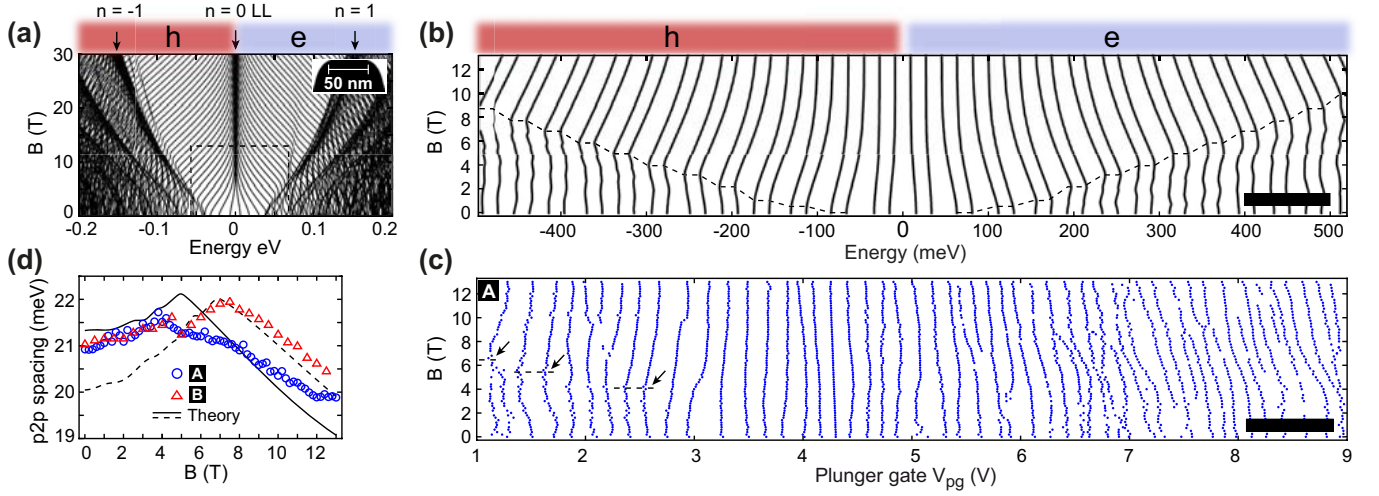 n = -1 n = 0 LL n = 1
(a) h e
30
20
10
0
B (T)
50 nm
-0.2 -0.1 0 0.1 0.2
Energy eV
(b) h e
12
10
8
6
4
2
0
B (T)
-400 -300 -200 -100 0 100 200 300 400 500
Energy (meV)
(d)
22
21
20
19
p2p spacing (meV)
A
B
Theory
0 2 4 6 8 10 12
B (T)
(c)
A
12
10
8
6
4
2
0
B (T)
1 2 3 4 5 6 7 8 9
Plunger gate Vpg (V)